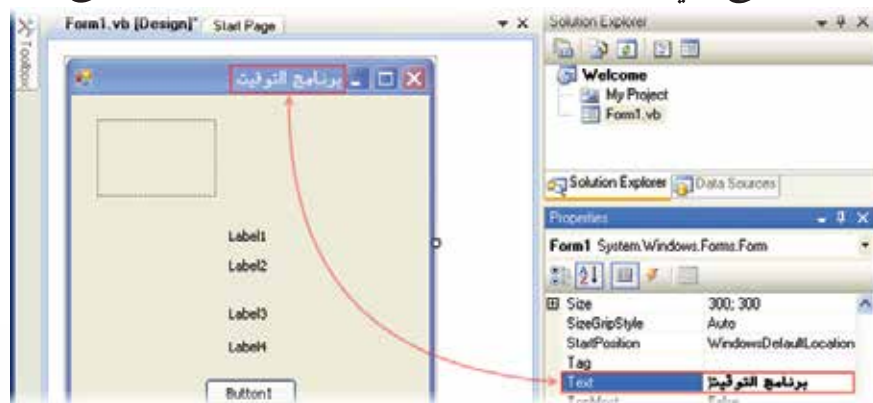 Form1.vb [Design]*
Start Page
Toolbox
برنامج التوقيت
Label1
Label2
Label3
Label4
Button1
Solution Explorer
Welcome
My Project
Form1.vb
Solution Explorer
Data Sources
Properties
Form1 System.Windows.Forms.Form
Size 300; 300
SizeGripStyle Auto
StartPosition WindowsDefaultLocation
Tag
Text برنامج التوقيت